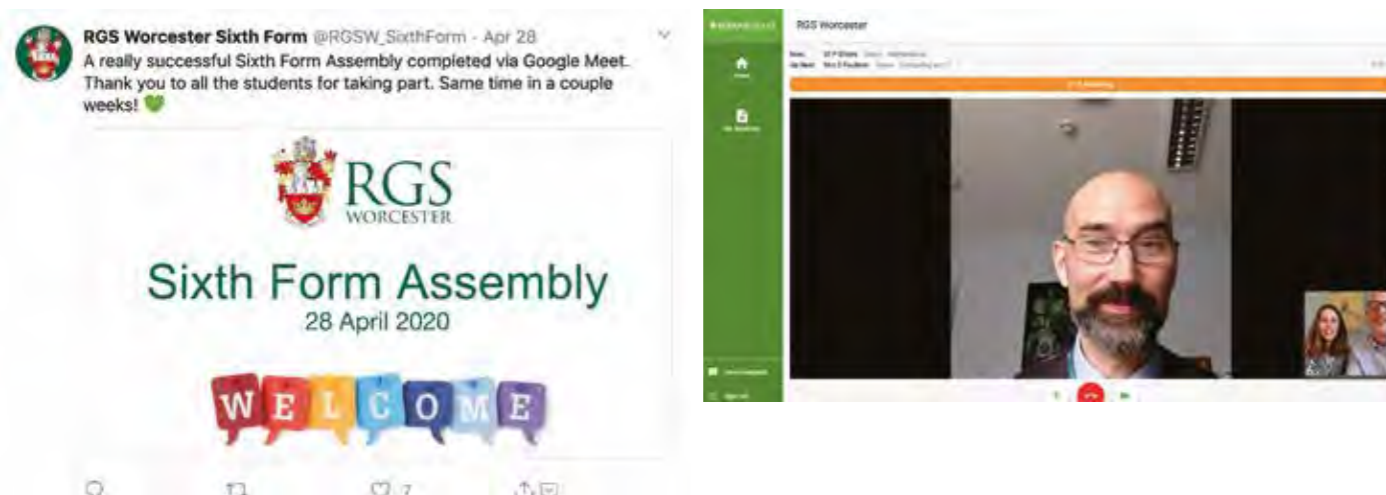 RGS Worcester Sixth Form @RGSW_SixthForm - Apr 28
A really successful Sixth Form Assembly completed via Google Meet.
Thank you to all the students for taking part. Same time in a couple
weeks! 💚
RGS
WORCESTER
Sixth Form Assembly
28 April 2020
WELCOME
7
RGS Worcester